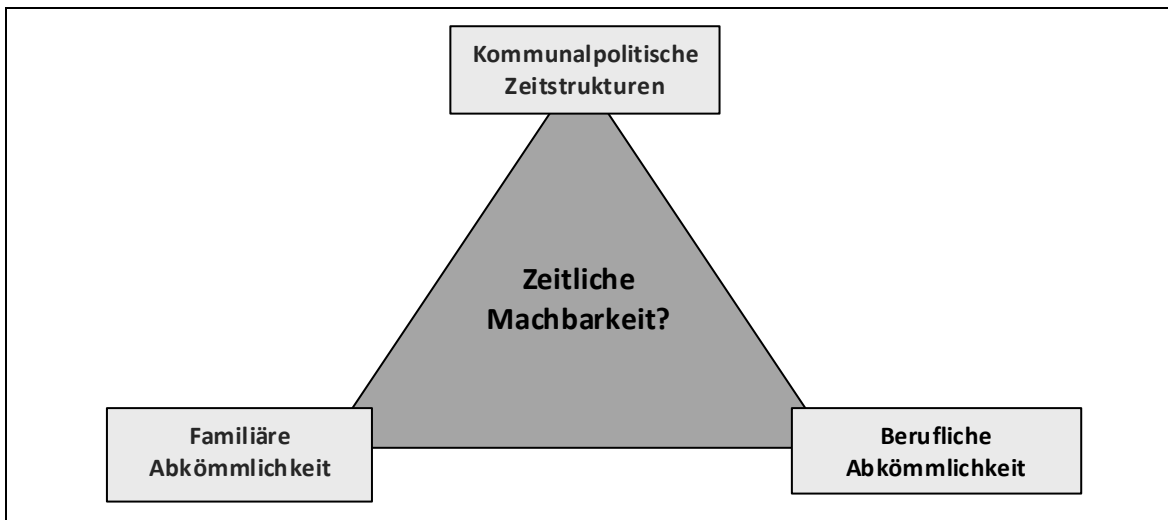 Kommunalpolitische
Zeitstrukturen
Zeitliche
Machbarkeit?
Familiäre
Abkömmlichkeit
Berufliche
Abkömmlichkeit